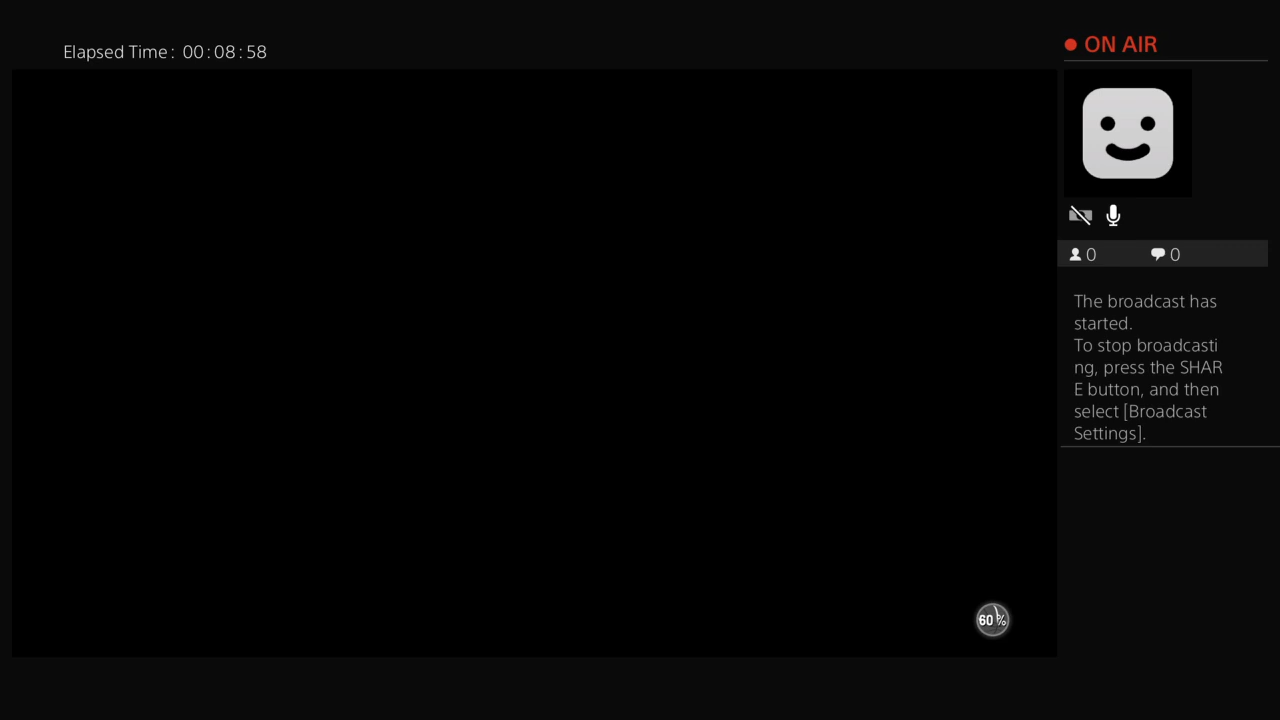 Elapsed Time: 00:08:58
ON AIR
0 0
The broadcast has
started.
To stop broadcasti
ng, press the SHAR
E button, and then
select [Broadcast
Settings].
60%